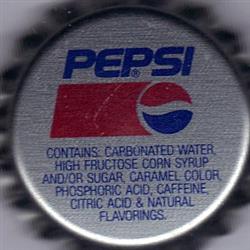 PEPSI
®
CONTAINS: CARBONATED WATER,
HIGH FRUCTOSE CORN SYRUP
AND/OR SUGAR, CARAMEL COLOR,
PHOSPHORIC ACID, CAFFEINE,
CITRIC ACID & NATURAL
FLAVORINGS.